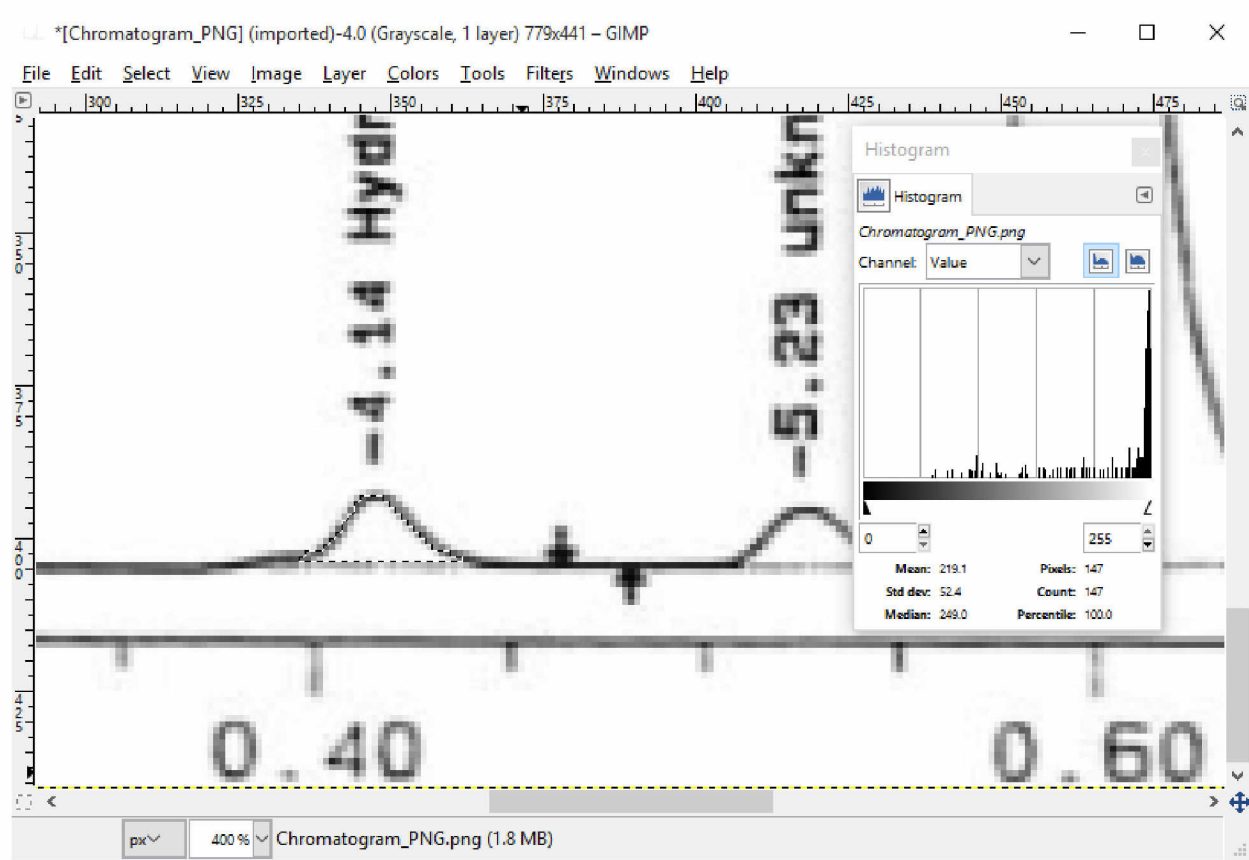 *[Chromatogram_PNG] (imported)-4.0 (Grayscale, 1 layer) 779x441 – GIMP
File Edit Select View Image Layer Colors Tools Filters Windows Help
300 325 350 375 400 425 450 475
350
375
400
425
-4.14 Hydr
-5.23 unkn
Histogram
Histogram
Chromatogram_PNG.png
Channel: Value
0 255
Mean: 219.1 Pixels: 147
Std dev: 52.4 Count: 147
Median: 249.0 Percentile: 100.0
0.40 0.60
px 400 % Chromatogram_PNG.png (1.8 MB)